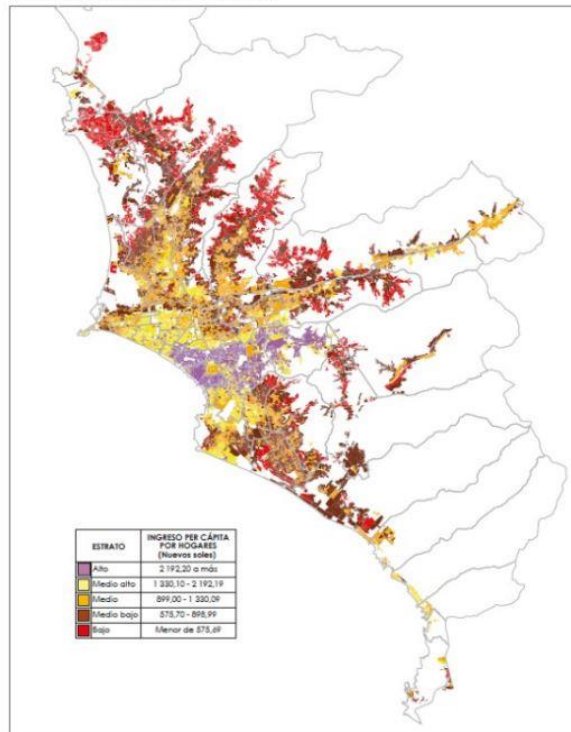 ESTRATO INGRESO PER CÁPITA POR HOGARES (Nuevos soles)
Alto 2 192,20 a más
Medio alto 1 330,10 - 2 192,19
Medio 899,00 - 1 330,09
Medio bajo 575,70 - 898,99
Bajo Menor de 575,69